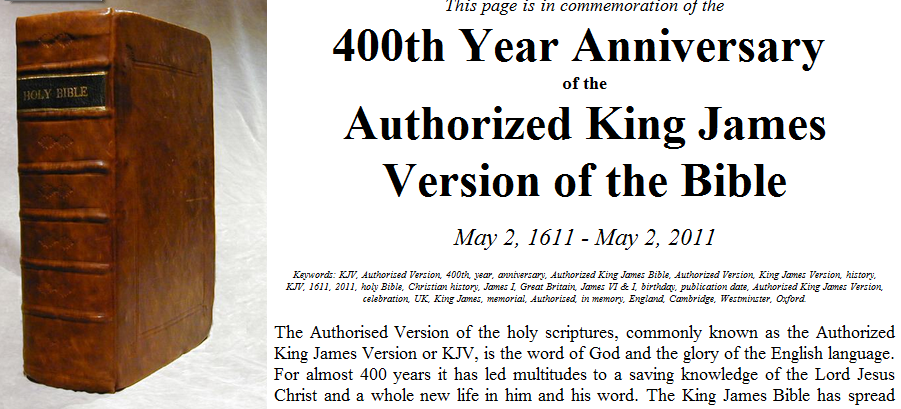 HOLY BIBLE
This page is in commemoration of the
400th Year Anniversary
of the
Authorized King James
Version of the Bible
May 2, 1611 - May 2, 2011
Keywords: KJV, Authorized Version, 400th, year, anniversary, Authorized King James Bible, Authorized Version, King James Version, history,
KJV, 1611, 2011, holy Bible, Christian history, James I, Great Britain, James VI & I, birthday, publication date, Authorised King James Version,
celebration, UK, King James, memorial, Authorised, in memory, England, Cambridge, Westminster, Oxford.
The Authorised Version of the holy scriptures, commonly known as the Authorized
King James Version or KJV, is the word of God and the glory of the English language.
For almost 400 years it has led multitudes to a saving knowledge of the Lord Jesus
Christ and a whole new life in him and his word. The King James Bible has spread